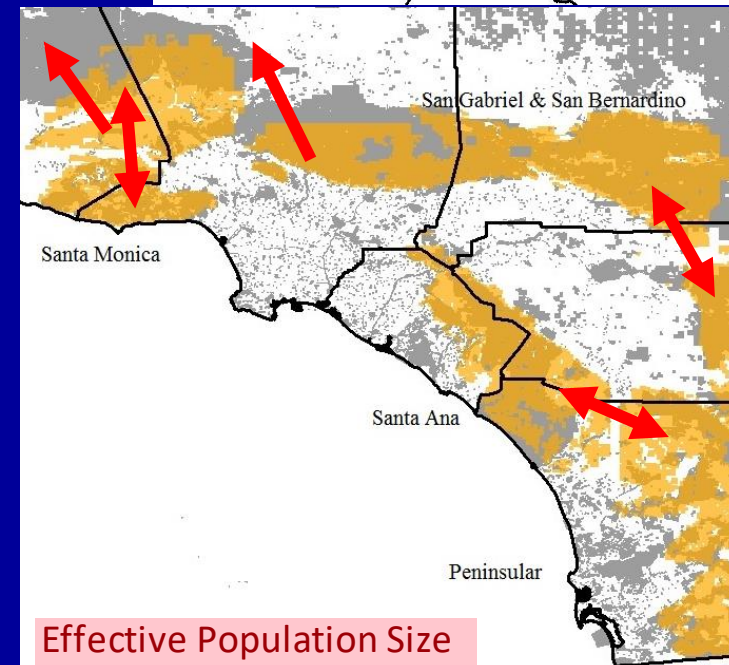 San Gabriel & San Bernardino
Santa Monica
Santa Ana
Peninsular
Effective Population Size